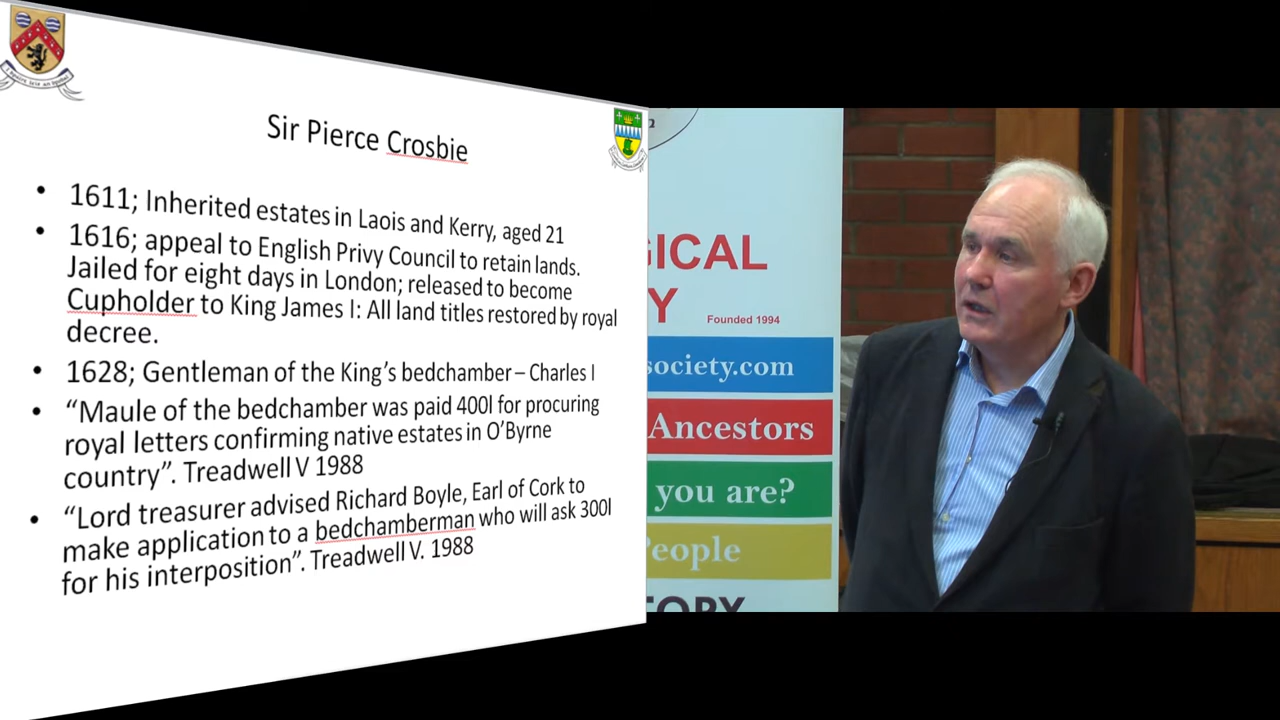 Sir Pierce Crosbie
• 1611; Inherited estates in Laois and Kerry, aged 21
• 1616; appeal to English Privy Council to retain lands.
Jailed for eight days in London; released to become
Cupholder to King James I: All land titles restored by royal
decree.
• 1628; Gentleman of the King’s bedchamber – Charles I
• “Maule of the bedchamber was paid 400l for procuring
royal letters confirming native estates in O’Byrne
country”. Treadwell V 1988
• “Lord treasurer advised Richard Boyle, Earl of Cork to
make application to a bedchamberman who will ask 300l
for his interposition”. Treadwell V. 1988
GICAL
Y
Founded 1994
society.com
Ancestors
you are?
People
TORY